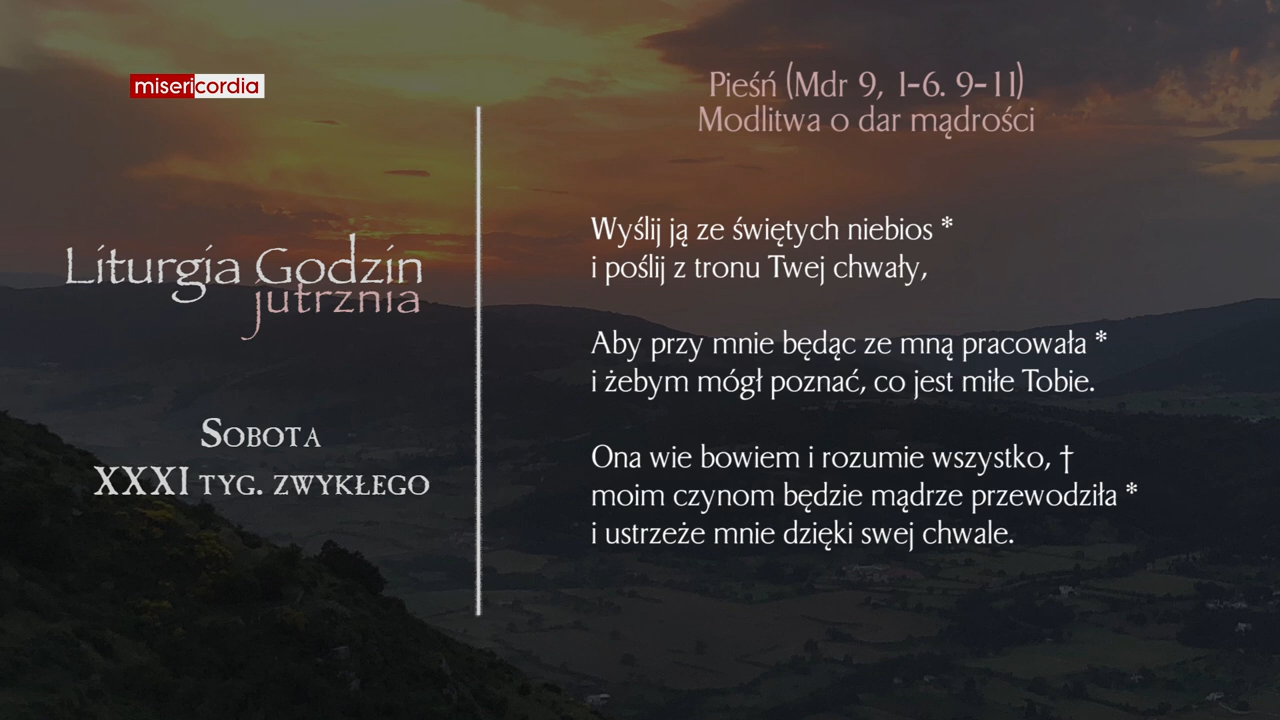 misericordia
Liturgia Godzin
jutrznia
Sobota
XXXI tyg. zwykłego
Pieśń (Mdr 9, 1-6. 9-11)
Modlitwa o dar mądrości
Wyślij ją ze świętych niebios *
i poślij z tronu Twej chwały,
Aby przy mnie będąc ze mną pracowała *
i żebym mógł poznać, co jest miłe Tobie.
Ona wie bowiem i rozumie wszystko, †
moim czynom będzie mądrze przewodziła *
i ustrzeże mnie dzięki swej chwale.